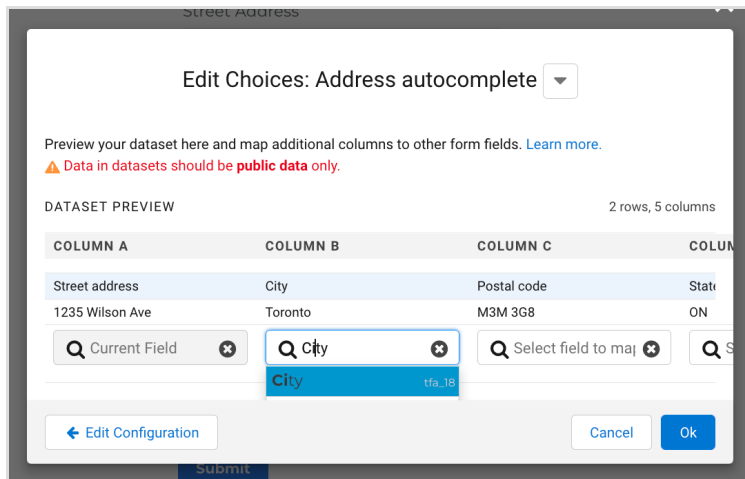 Street Address
Edit Choices: Address autocomplete
Preview your dataset here and map additional columns to other form fields. Learn more.
Data in datasets should be public data only.
DATASET PREVIEW 2 rows, 5 columns
COLUMN A COLUMN B COLUMN C COLUM
Street address City Postal code State
1235 Wilson Ave Toronto M3M 3G8 ON
Current Field City Select field to map S
City tfa_18
Edit Configuration Cancel Ok
Submit